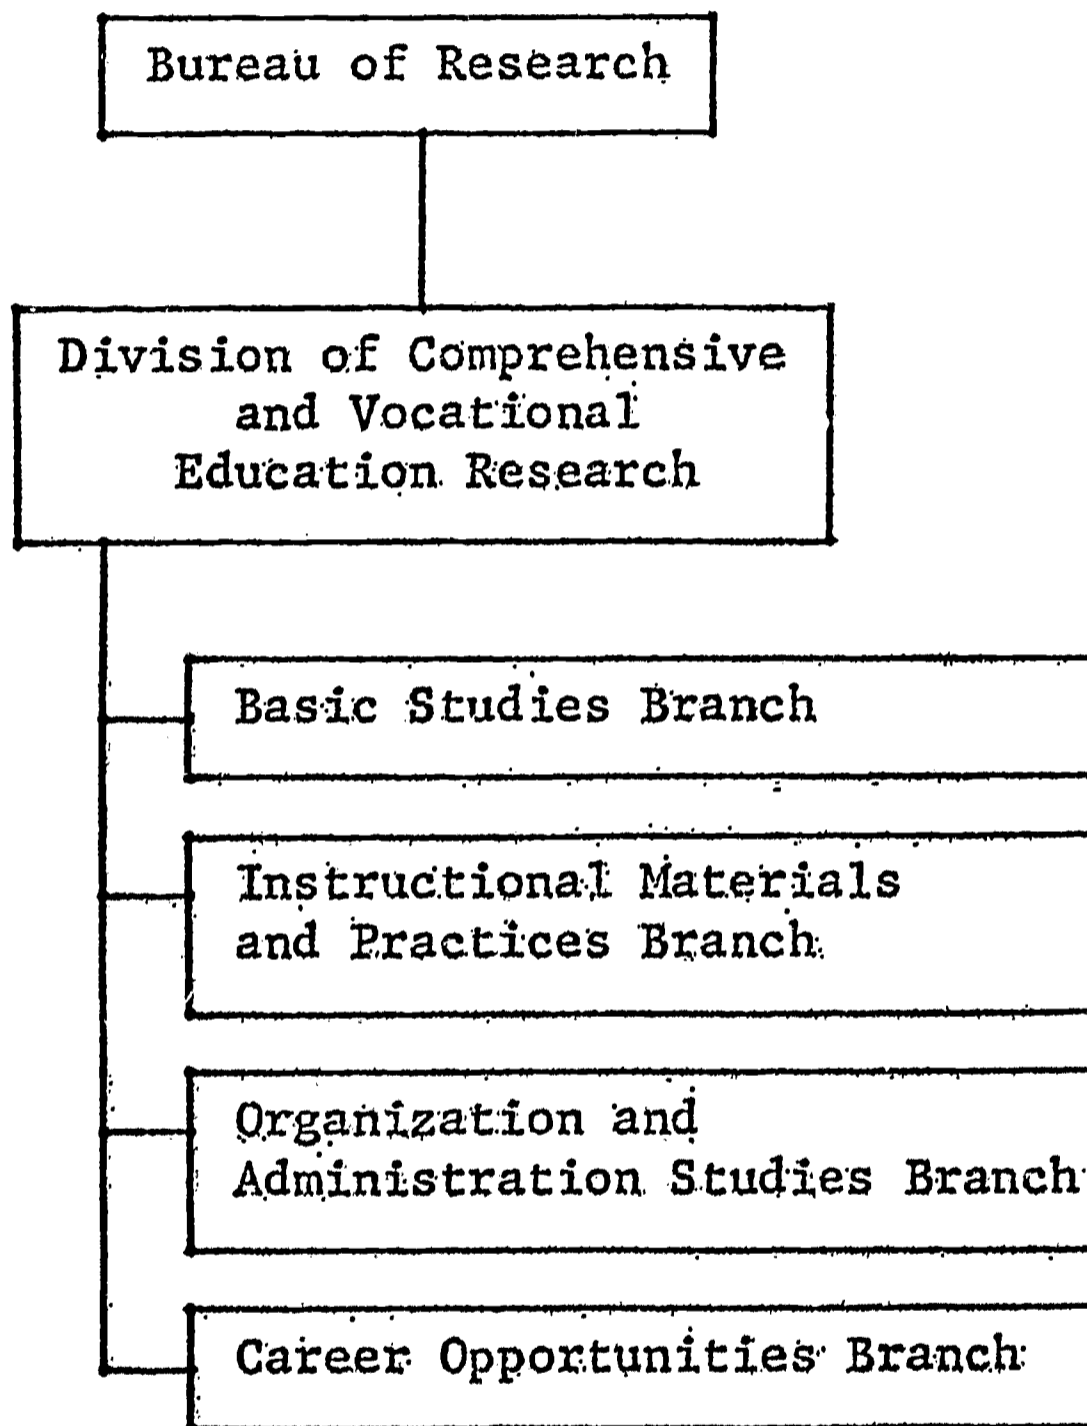 Bureau of Research
Division of Comprehensive
and Vocational
Education Research
Basic Studies Branch
Instructional Materials
and Practices Branch
Organization and
Administration Studies Branch
Career Opportunities Branch